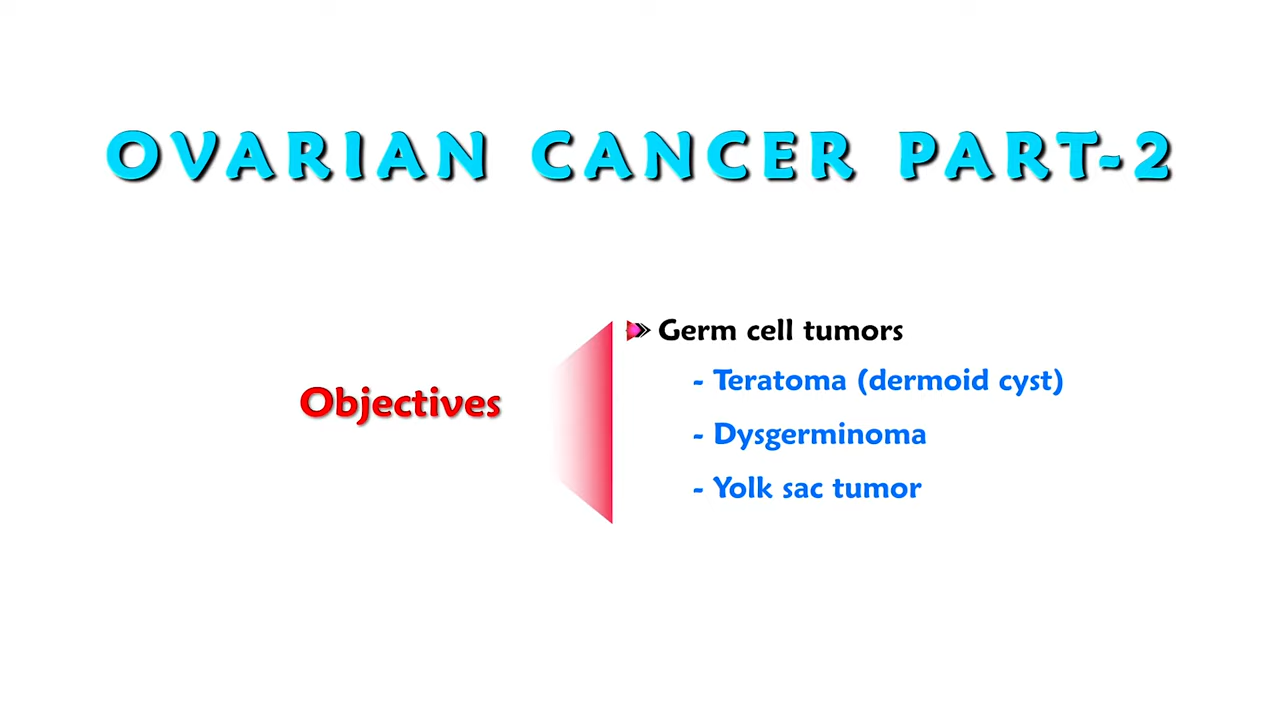 OVARIAN CANCER PART-2
Objectives
Germ cell tumors
- Teratoma (dermoid cyst)
- Dysgerminoma
- Yolk sac tumor